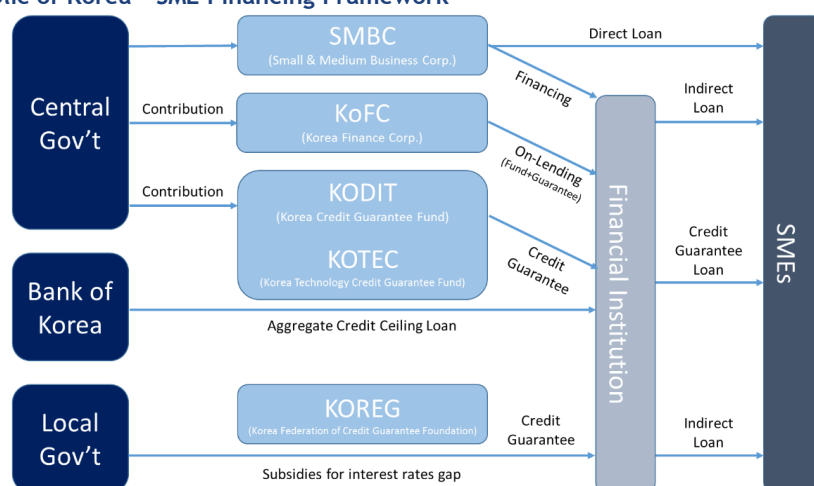 SME Financing Framework
SMBC
(Small & Medium Business Corp.)
Direct Loan
Central
Gov't
Contribution
KoFC
(Korea Finance Corp.)
Financing
Indirect
Loan
On-Lending
(Fund+Guarantee)
Contribution
KODIT
(Korea Credit Guarantee Fund)
KOTEC
(Korea Technology Credit Guarantee Fund)
Credit
Guarantee
Financial Institution
Credit
Guarantee
Loan
SMEs
Bank of
Korea
Aggregate Credit Ceiling Loan
Local
Gov't
KOREG
(Korea Federation of Credit Guarantee Foundation)
Credit
Guarantee
Indirect
Loan
Subsidies for interest rates gap